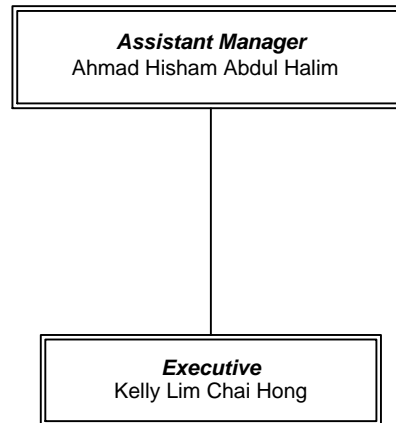 Assistant Manager
Ahmad Hisham Abdul Halim
Executive
Kelly Lim Chai Hong